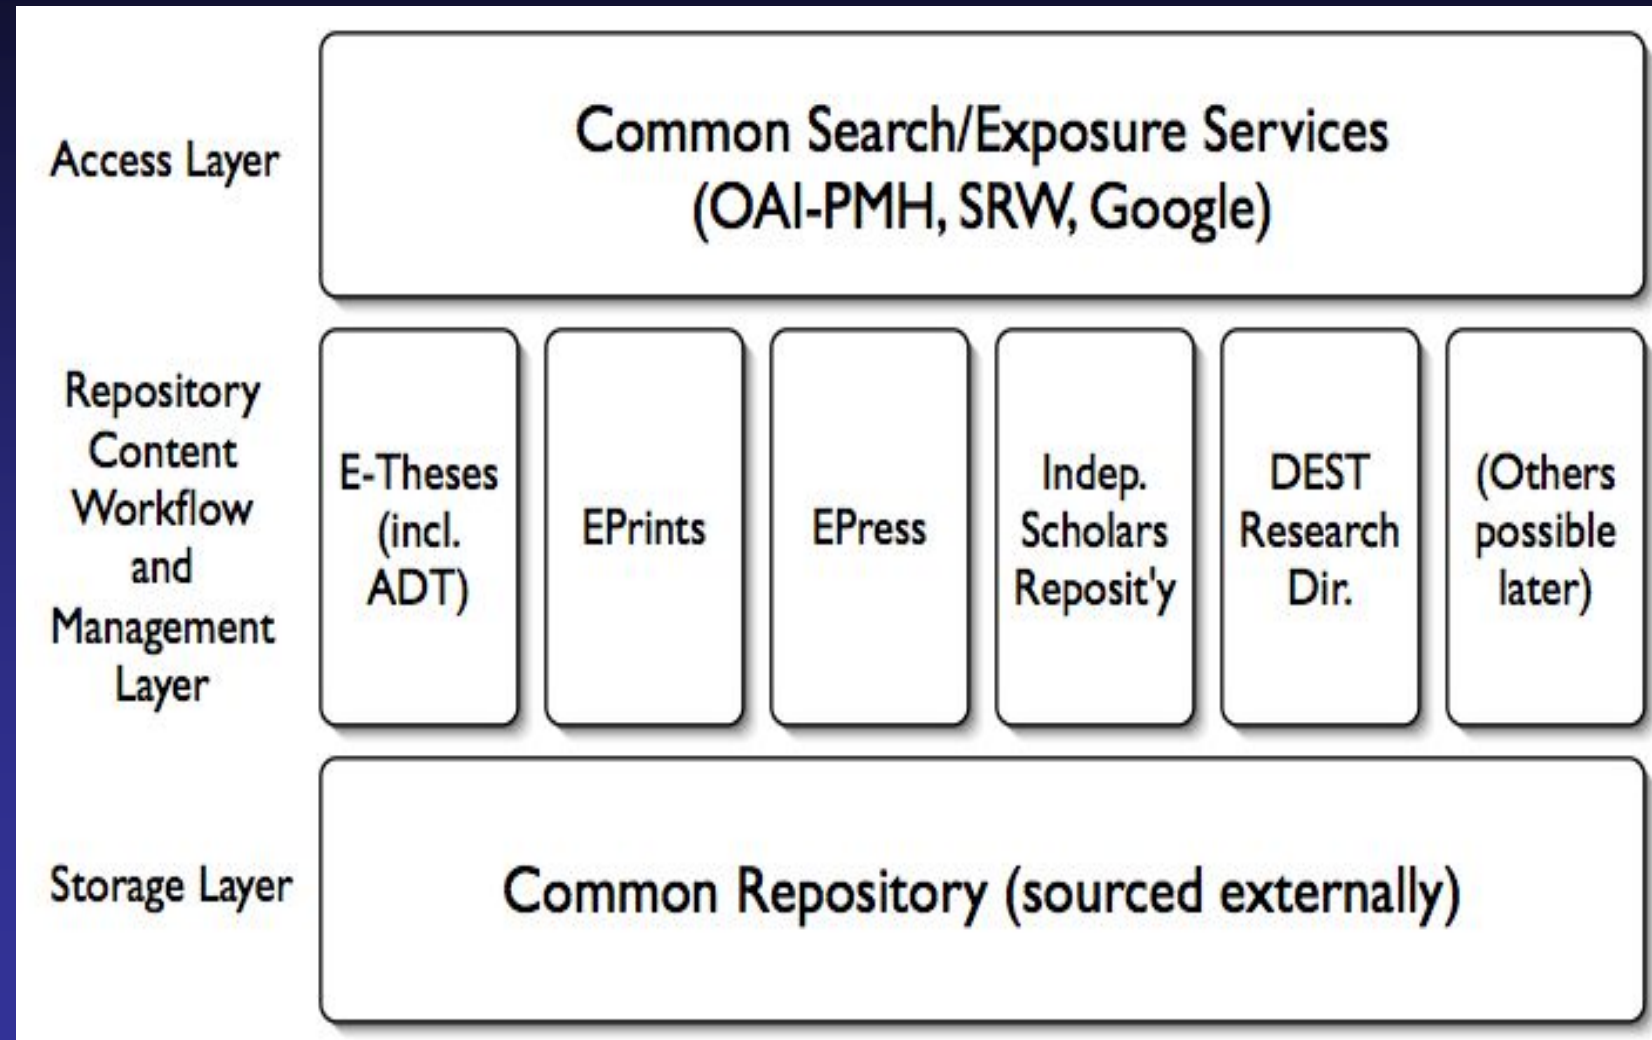 Access Layer
Common Search/Exposure Services
(OAI-PMH, SRW, Google)
Repository
Content
Workflow
and
Management
Layer
E-Theses
(incl.
ADT)
EPrints
EPress
Indep.
Scholars
Reposit'y
DEST
Research
Dir.
(Others
possible
later)
Storage Layer
Common Repository (sourced externally)